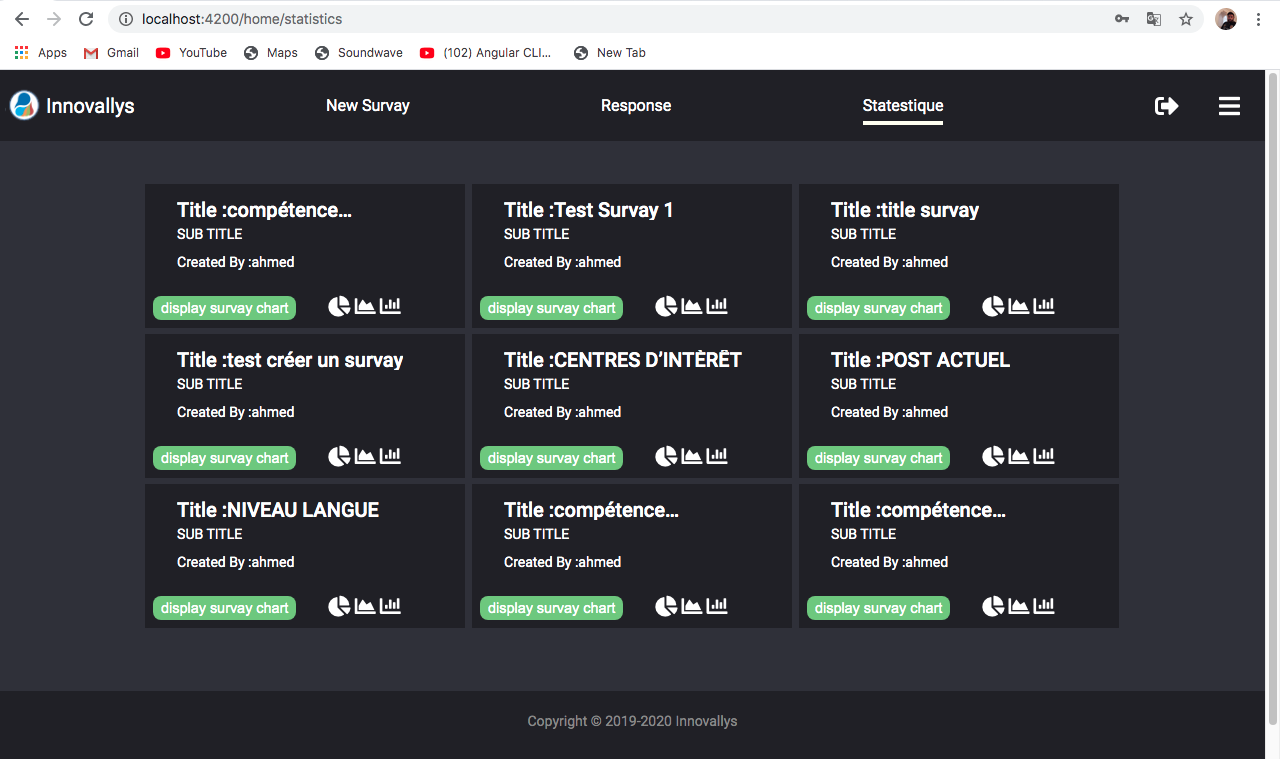 localhost:4200/home/statistics
Apps Gmail YouTube Maps Soundwave (102) Angular CLI... New Tab
Innovallys New Survay Response Statestique
Title :compétence...
SUB TITLE
Created By :ahmed
display survay chart
Title :Test Survay 1
SUB TITLE
Created By :ahmed
display survay chart
Title :title survay
SUB TITLE
Created By :ahmed
display survay chart
Title :test créer un survay
SUB TITLE
Created By :ahmed
display survay chart
Title :CENTRES D’INTÈRÊT
SUB TITLE
Created By :ahmed
display survay chart
Title :POST ACTUEL
SUB TITLE
Created By :ahmed
display survay chart
Title :NIVEAU LANGUE
SUB TITLE
Created By :ahmed
display survay chart
Title :compétence...
SUB TITLE
Created By :ahmed
display survay chart
Title :compétence...
SUB TITLE
Created By :ahmed
display survay chart
Copyright © 2019-2020 Innovallys